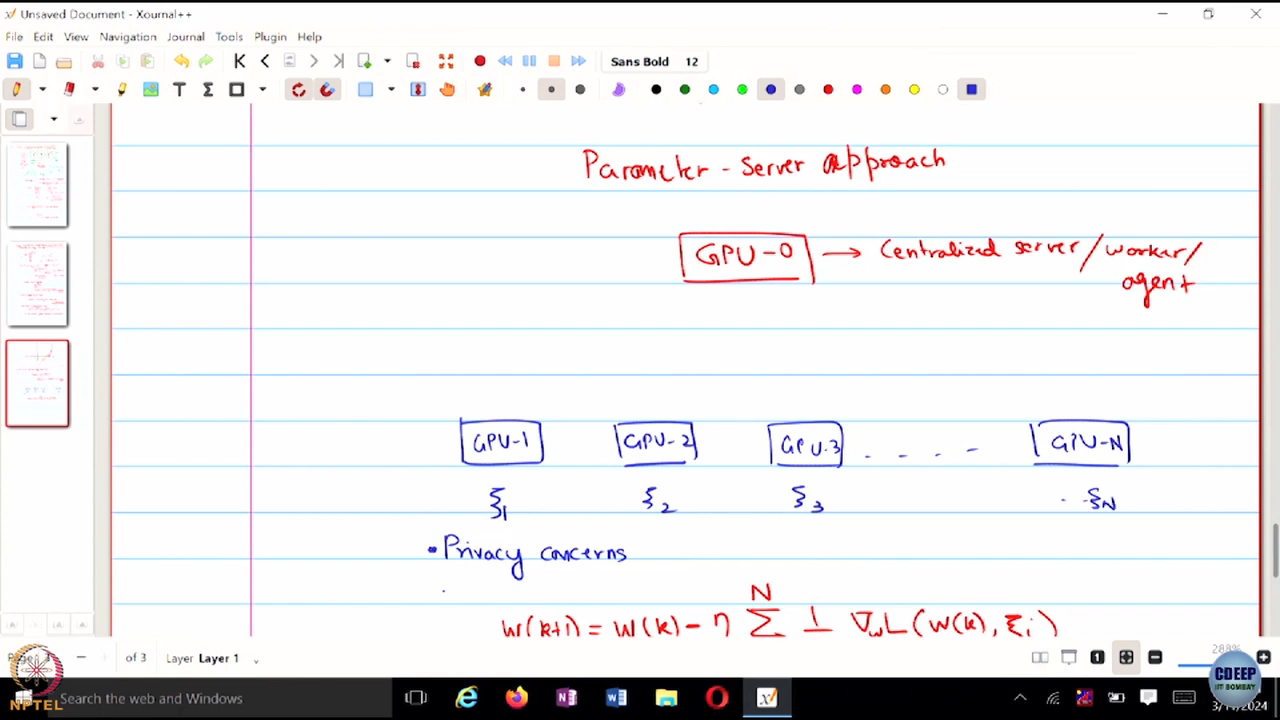 Unsaved Document - Xournal++
File Edit View Navigation Journal Tools Plugin Help
Sans Bold 12
Parameter - Server approach
GPU-0 → Centralized server/worker/
agent
GPU-1 GPU-2 GPU-3 . . . . GPU-N
ξ1 ξ2 ξ3 . . ξN
• Privacy concerns
W(k+1) = W(k) - η N Σ 1 ∇wL(W(k), ξi)
of 3 Layer Layer 1
288%
NPTEL
Search the web and Windows
CDEEP
IIT BOMBAY